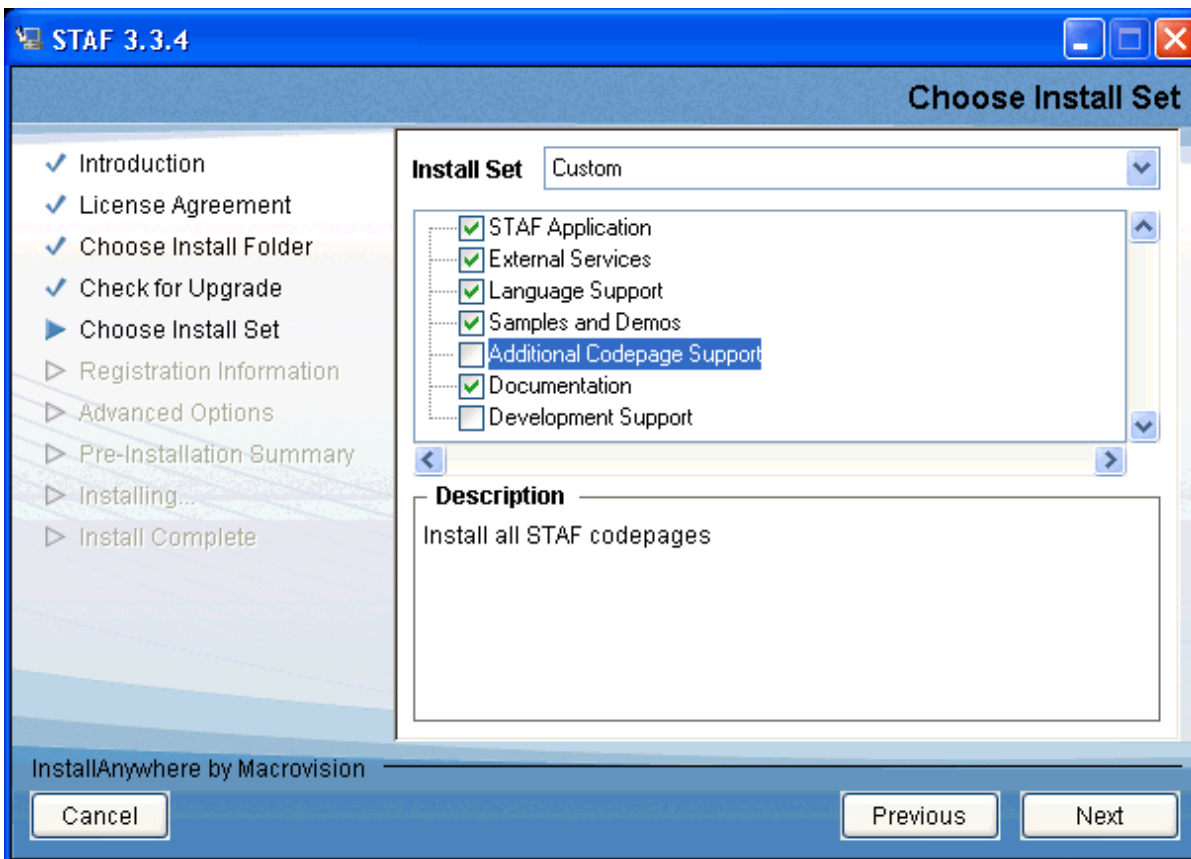 STAF 3.3.4
Choose Install Set
Introduction
License Agreement
Choose Install Folder
Check for Upgrade
Choose Install Set
Registration Information
Advanced Options
Pre-Installation Summary
Installing...
Install Complete
Install Set Custom
STAF Application
External Services
Language Support
Samples and Demos
Additional Codepage Support
Documentation
Development Support
Description
Install all STAF codepages
InstallAnywhere by Macrovision
Cancel Previous Next